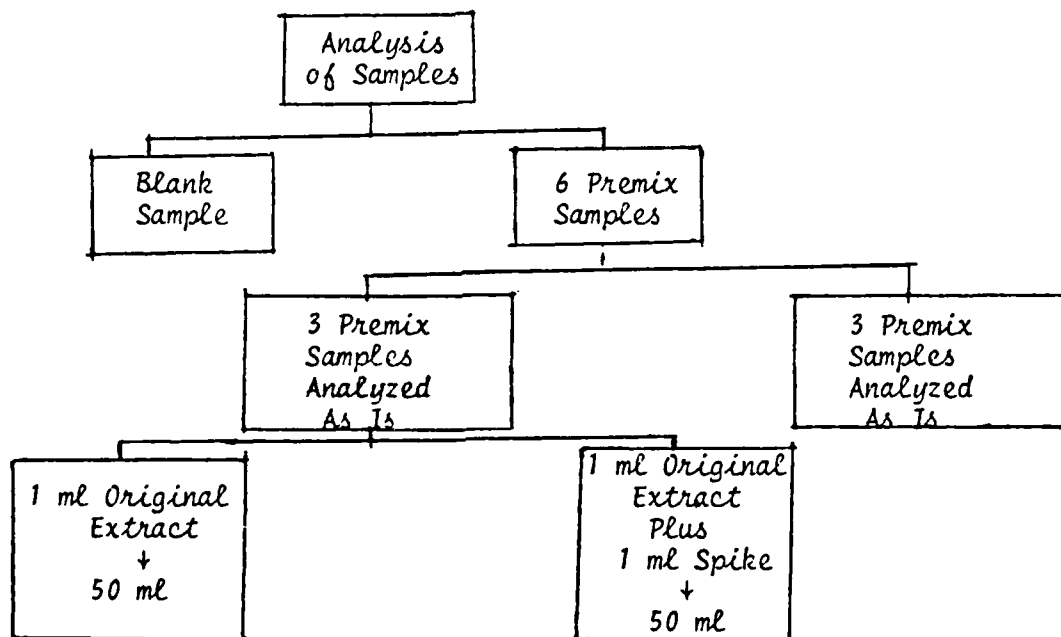 Analysis
of Samples
Blank
Sample
6 Premix
Samples
3 Premix
Samples
Analyzed
As Is
3 Premix
Samples
Analyzed
As Is
1 ml Original
Extract
↓
50 ml
1 ml Original
Extract
Plus
1 ml Spike
↓
50 ml